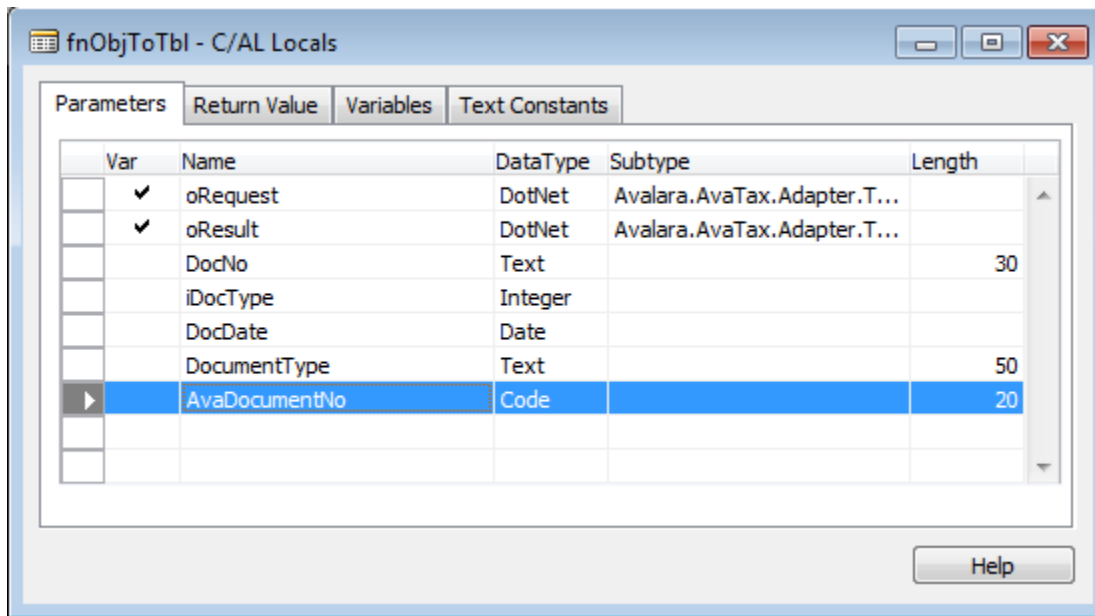 fnObjToTbl - C/AL Locals
Parameters Return Value Variables Text Constants
Var Name DataType Subtype Length
oRequest DotNet Avalara.AvaTax.Adapter.T...
oResult DotNet Avalara.AvaTax.Adapter.T...
DocNo Text 30
iDocType Integer
DocDate Date
DocumentType Text 50
AvaDocumentNo Code 20
Help